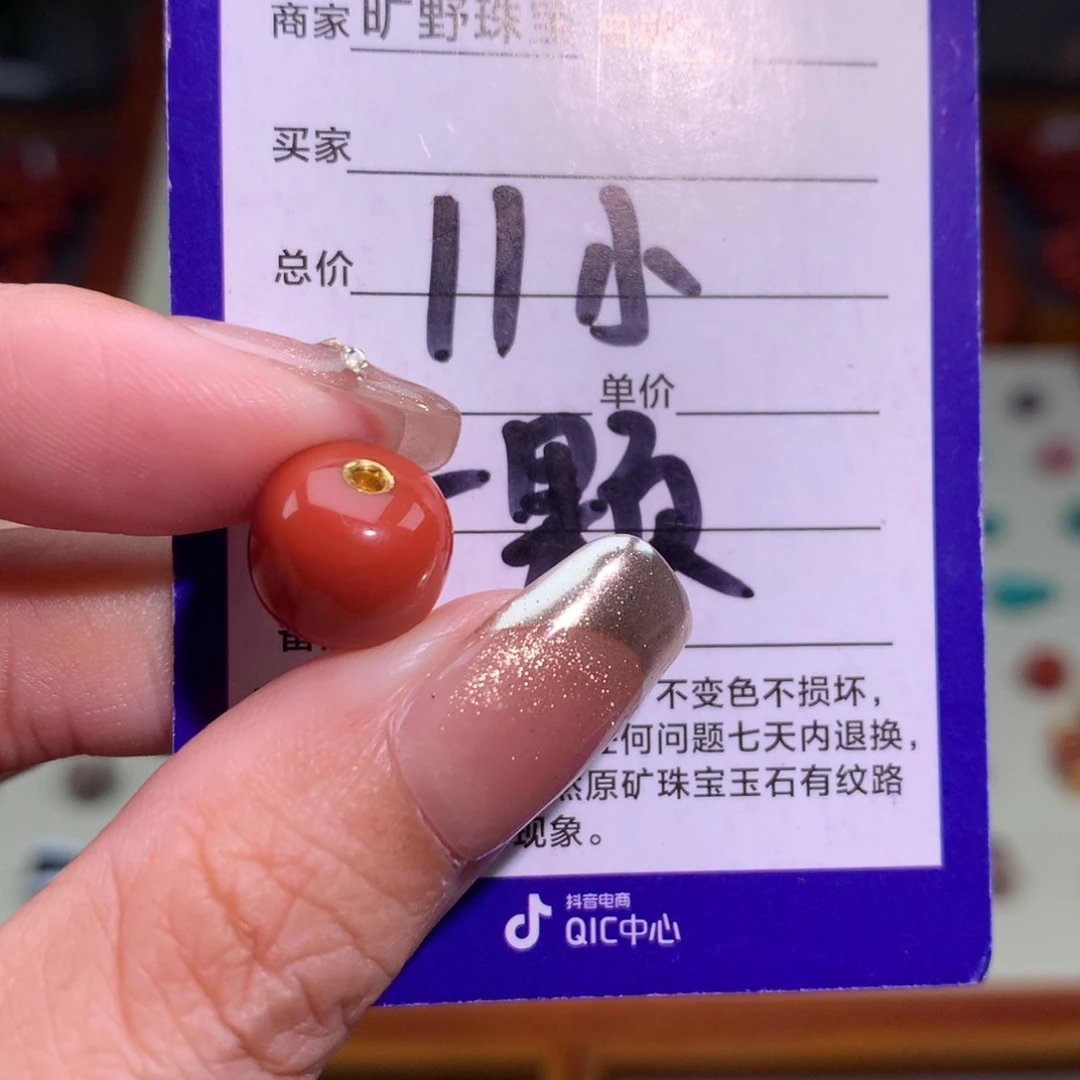 商家 旷野珠宝
买家
总价 11小
单价
一颗
不变色不损坏，
何问题七天内退换，
原矿珠宝玉石有纹路
现象。
抖音电商
QIC中心